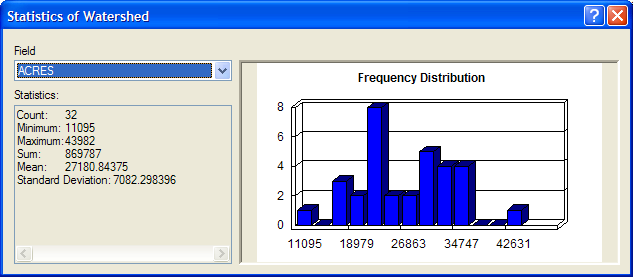 Statistics of Watershed
Field
ACRES
Statistics:
Count: 32
Minimum: 11095
Maximum: 43982
Sum: 869787
Mean: 27180.84375
Standard Deviation: 7082.298396
Frequency Distribution
8
6
4
2
0
11095 18979 26863 34747 42631